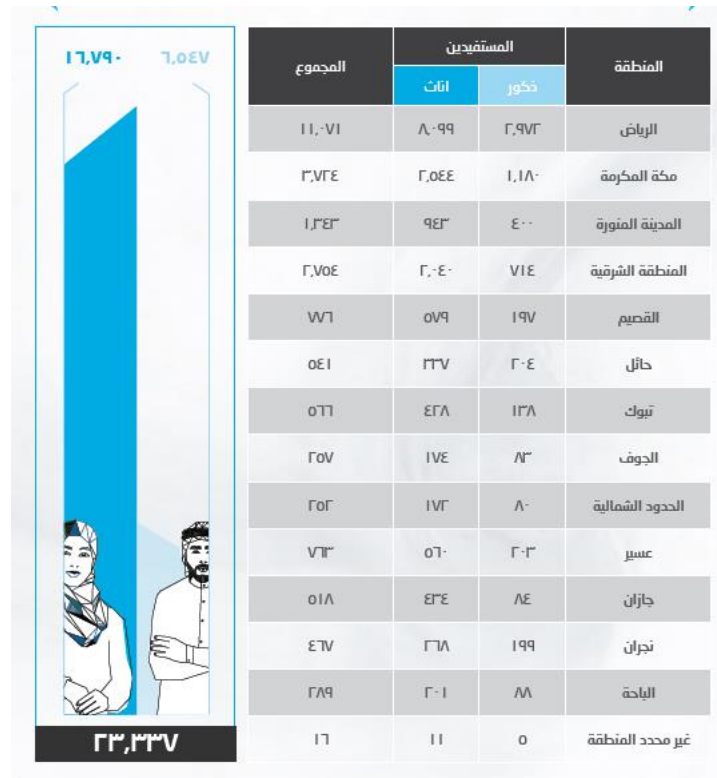 المنطقة المستفيدين المجموع
ذكور اناث
الرياض ٢,٩٧٢ ٨,٠٩٩ ١١,٠٧١
مكة المكرمة ١,١٨٠ ٢,٥٤٤ ٣,٧٢٤
المدينة المنورة ٤٠٠ ٩٤٣ ١,٣٤٣
المنطقة الشرقية ٧١٤ ٢,٠٤٠ ٢,٧٥٤
القصيم ١٩٧ ٥٧٩ ٧٧٦
حائل ٢٠٤ ٣٣٧ ٥٤١
تبوك ١٣٨ ٤٢٨ ٥٦٦
الجوف ٨٣ ١٧٤ ٢٥٧
الحدود الشمالية ٨٠ ١٧٢ ٢٥٢
عسير ٢٠٣ ٥٦٠ ٧٦٣
جازان ٨٤ ٤٣٤ ٥١٨
نجران ١٩٩ ٢٦٨ ٤٦٧
الباحة ٨٨ ٢٠١ ٢٨٩
غير محدد المنطقة ٥ ١١ ١٦
٦,٥٤٧ ١٦,٧٩٠
٢٣,٣٣٧